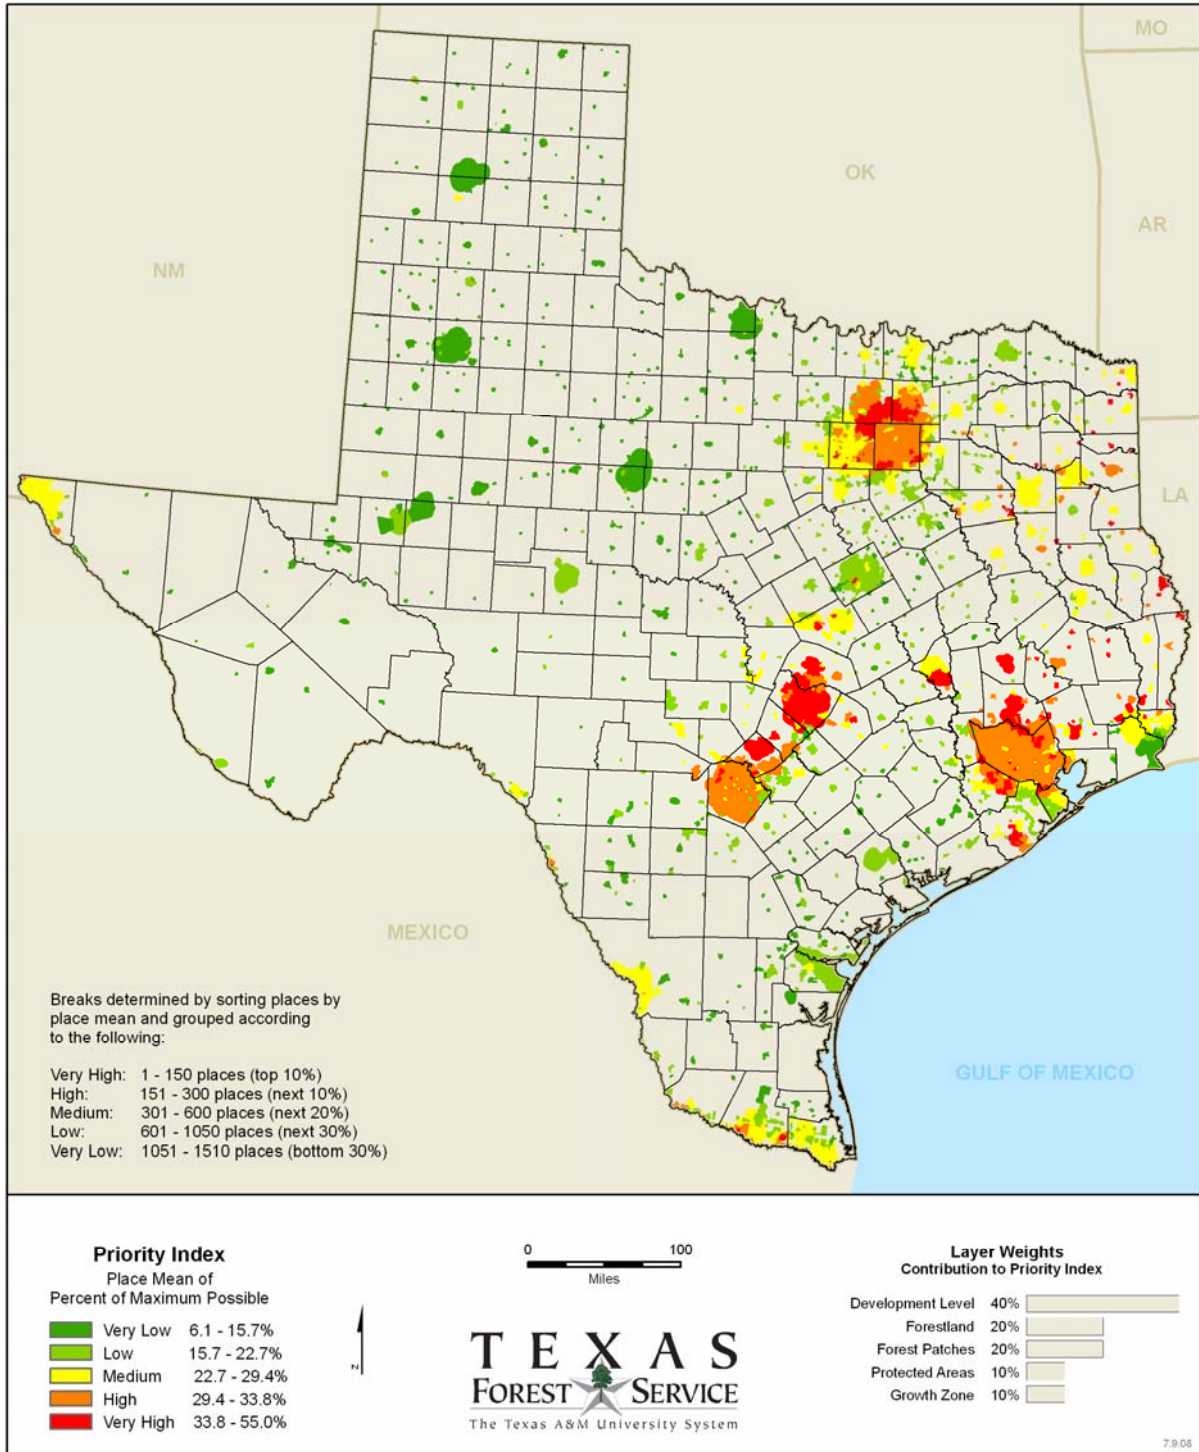 MO
OK
AR
NM
LA
MEXICO
Breaks determined by sorting places by
place mean and grouped according
to the following:
Very High: 1 - 150 places (top 10%)
High: 151 - 300 places (next 10%)
Medium: 301 - 600 places (next 20%)
Low: 601 - 1050 places (next 30%)
Very Low: 1051 - 1510 places (bottom 30%)
GULF OF MEXICO
Priority Index
Place Mean of
Percent of Maximum Possible
Very Low 6.1 - 15.7%
Low 15.7 - 22.7%
Medium 22.7 - 29.4%
High 29.4 - 33.8%
Very High 33.8 - 55.0%
N
0 100
Miles
TEXAS
FOREST SERVICE
The Texas A&M University System
Layer Weights
Contribution to Priority Index
Development Level 40%
Forestland 20%
Forest Patches 20%
Protected Areas 10%
Growth Zone 10%
7.9.08